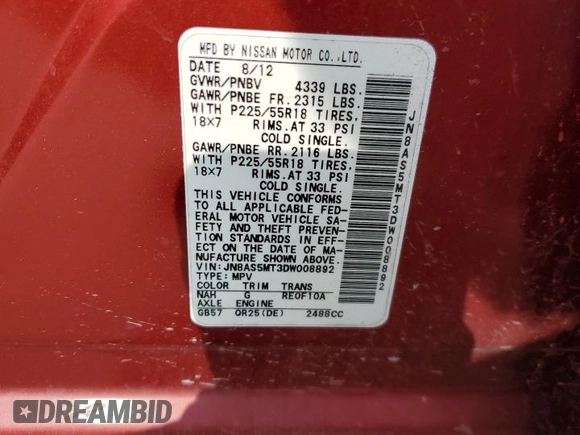 MFD BY NISSAN MOTOR CO.,LTD.
DATE 8/12
GVWR/PNBV 4339 LBS.
GAWR/PNBE FR. 2315 LBS.
WITH P225/55R18 TIRES,
18X7 RIMS. AT 33 PSI
COLD SINGLE.
GAWR/PNBE RR. 2116 LBS.
WITH P225/55R18 TIRES,
18X7 RIMS. AT 33 PSI
COLD SINGLE.
THIS VEHICLE CONFORMS
TO ALL APPLICABLE FED-
ERAL MOTOR VEHICLE SA-
FETY AND THEFT PREVEN-
TION STANDARDS IN EFF-
ECT ON THE DATE OF MA-
NUFACTURE SHOWN ABOVE.
VIN: JN8AS5MT3DW008892
TYPE: MPV
COLOR TRIM TRANS
NAH G RE0F10A
AXLE ENGINE
GB57 QR25(DE) 2488CC
JN8AS5MT3DW008892
DREAMBID